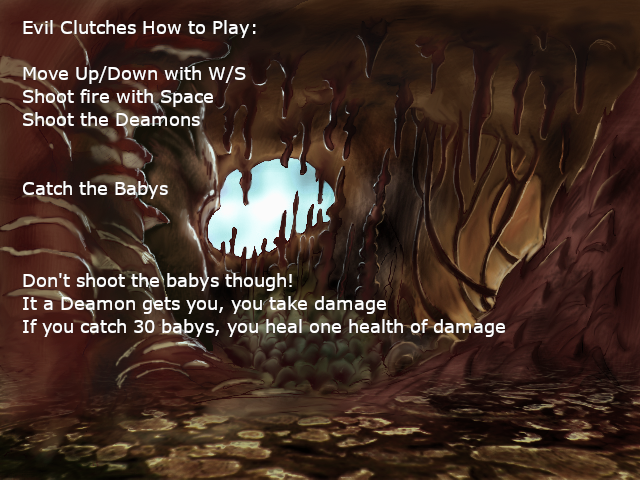 Evil Clutches How to Play:
Move Up/Down with W/S
Shoot fire with Space
Shoot the Deamons
Catch the Babys
Don't shoot the babys though!
It a Deamon gets you, you take damage
If you catch 30 babys, you heal one health of damage